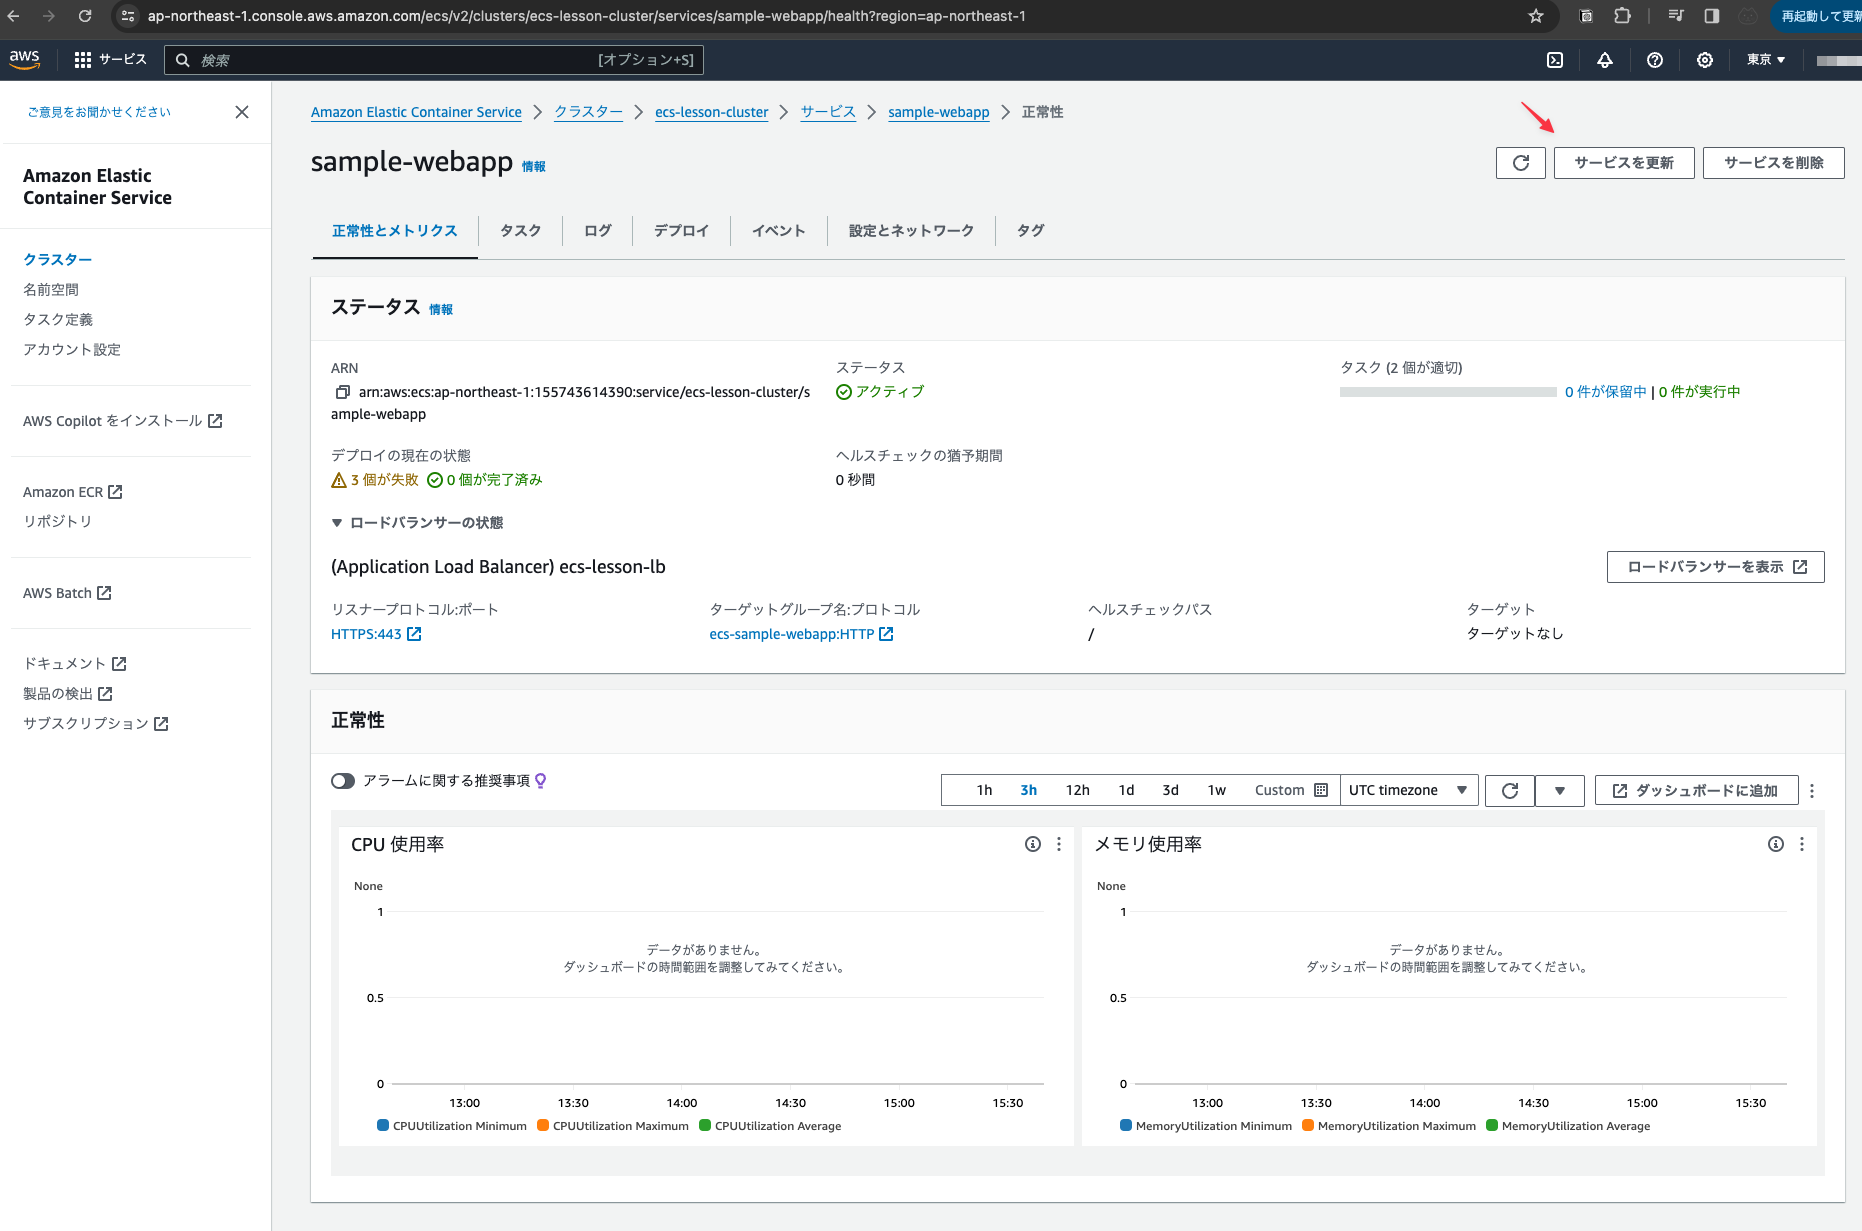 ap-northeast-1.console.aws.amazon.com/ecs/v2/clusters/ecs-lesson-cluster/services/sample-webapp/health?region=ap-northeast-1
再起動して更新
aws
サービス
検索
[オプション+S]
東京
ご意見をお聞かせください
Amazon Elastic Container Service
クラスター
ecs-lesson-cluster
サービス
sample-webapp
正常性
Amazon Elastic
Container Service
クラスター
名前空間
タスク定義
アカウント設定
AWS Copilot をインストール
Amazon ECR
リポジトリ
AWS Batch
ドキュメント
製品の検出
サブスクリプション
sample-webapp 情報
サービスを更新
サービスを削除
正常性とメトリクス
タスク
ログ
デプロイ
イベント
設定とネットワーク
タグ
ステータス 情報
ARN
arn:aws:ecs:ap-northeast-1:155743614390:service/ecs-lesson-cluster/s
ample-webapp
ステータス
アクティブ
タスク (2 個が適切)
0 件が保留中 | 0 件が実行中
デプロイの現在の状態
3 個が失敗 0 個が完了済み
ヘルスチェックの猶予期間
0 秒間
ロードバランサーの状態
(Application Load Balancer) ecs-lesson-lb
ロードバランサーを表示
リスナープロトコル:ポート
HTTPS:443
ターゲットグループ名:プロトコル
ecs-sample-webapp:HTTP
ヘルスチェックパス
/
ターゲット
ターゲットなし
正常性
アラームに関する推奨事項
1h 3h 12h 1d 3d 1w Custom
UTC timezone
ダッシュボードに追加
CPU 使用率
None
1
データがありません。
ダッシュボードの時間範囲を調整してみてください。
0.5
0
13:00 13:30 14:00 14:30 15:00 15:30
CPUUtilization Minimum CPUUtilization Maximum CPUUtilization Average
メモリ使用率
None
1
データがありません。
ダッシュボードの時間範囲を調整してみてください。
0.5
0
13:00 13:30 14:00 14:30 15:00 15:30
MemoryUtilization Minimum MemoryUtilization Maximum MemoryUtilization Average